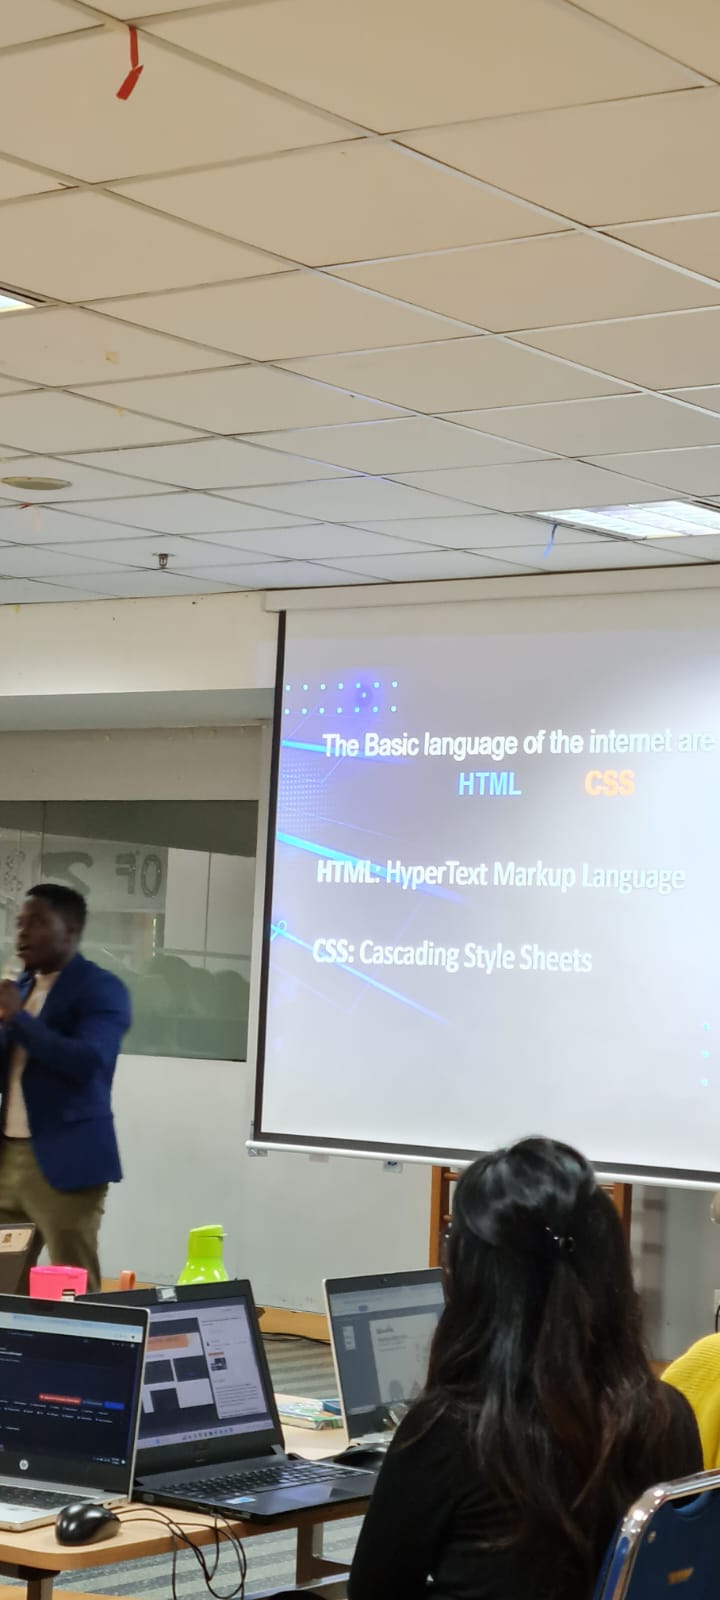 The Basic language of the internet are
HTML CSS
HTML: HyperText Markup Language
CSS: Cascading Style Sheets